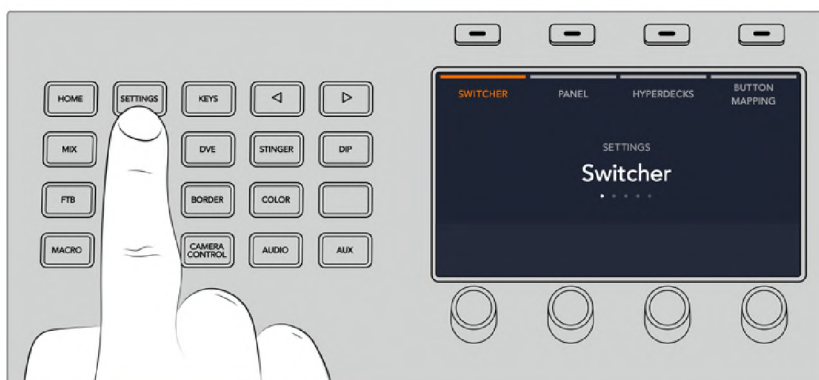 HOME
SETTINGS
KEYS
MIX
DVE
STINGER
DIP
FTB
BORDER
COLOR
MACRO
CAMERA
CONTROL
AUDIO
AUX
SWITCHER
PANEL
HYPERDECKS
BUTTON
MAPPING
SETTINGS
Switcher